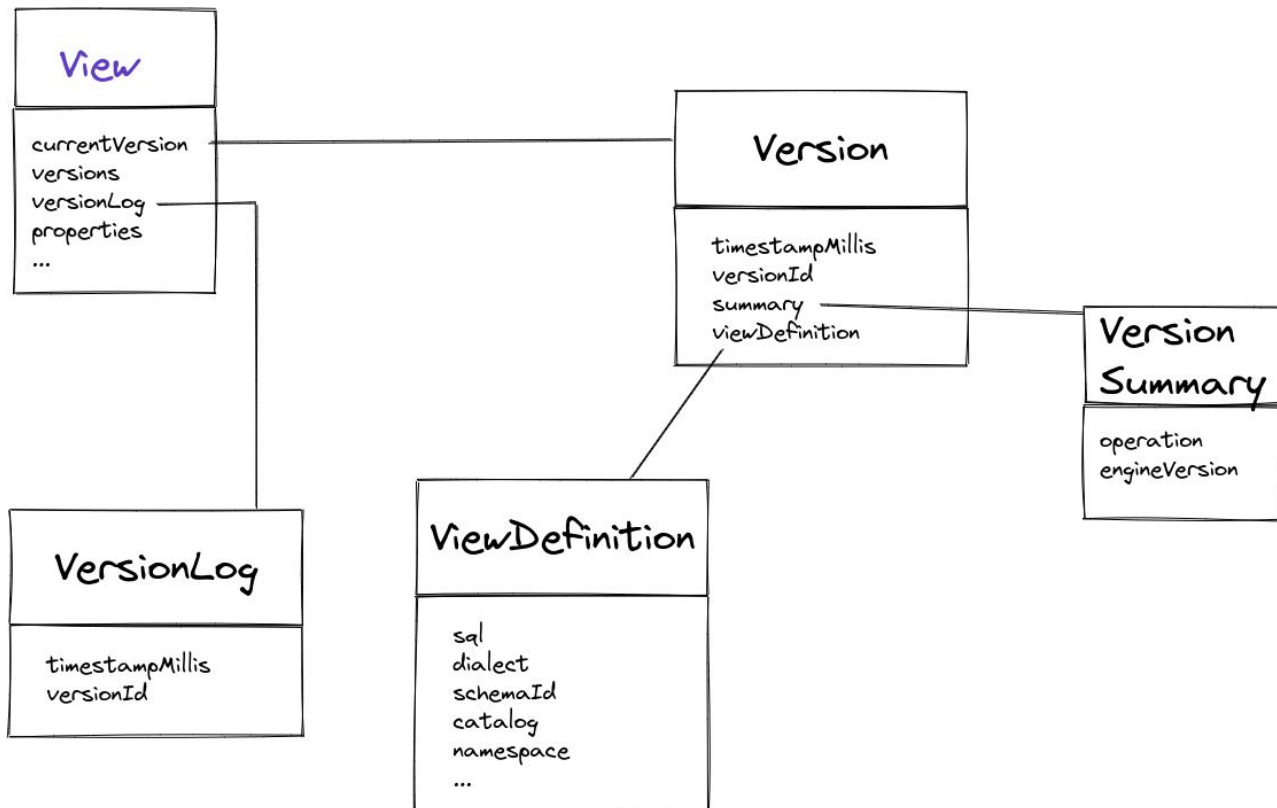 View
currentVersion
versions
versionLog
properties
...
Version
timestampMillis
versionId
summary
viewDefinition
Version
Summary
operation
engineVersion
VersionLog
timestampMillis
versionId
ViewDefinition
sql
dialect
schemaId
catalog
namespace
...